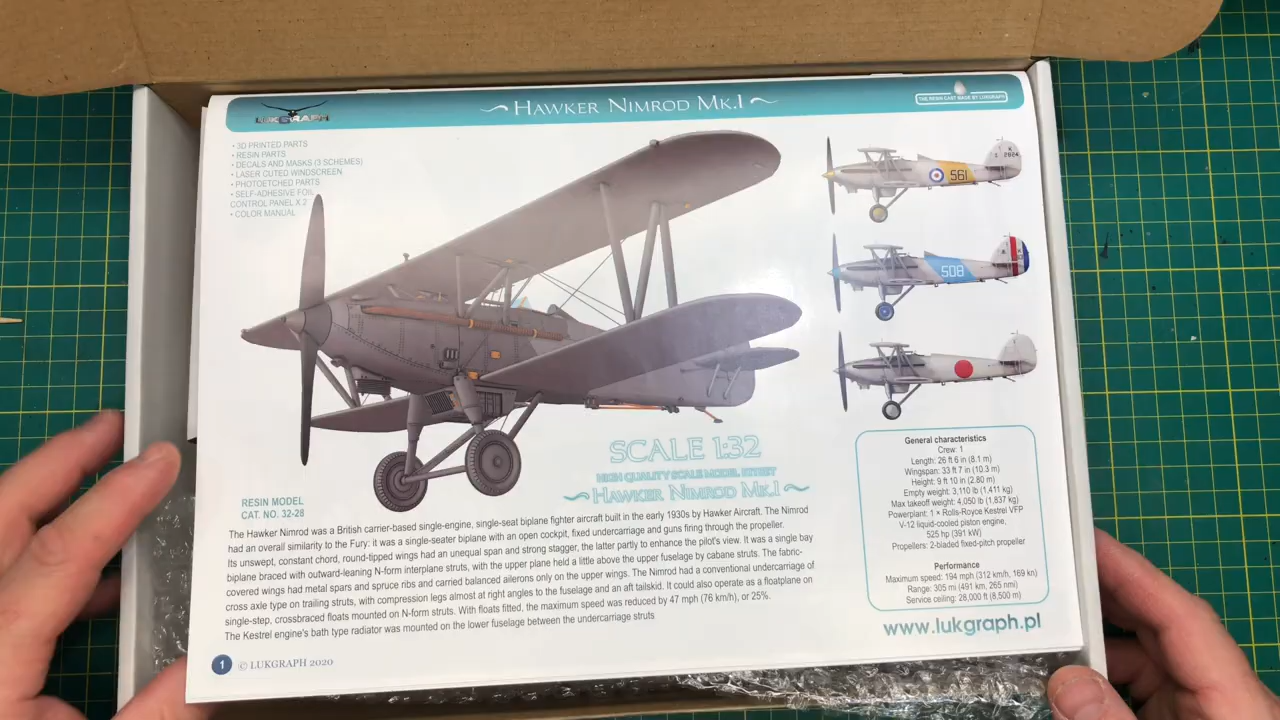 LUKGRAPH
HAWKER NIMROD MK.I
THE RESIN CAST MADE BY LUKGRAPH
• 3D PRINTED PARTS
• RESIN PARTS
• DECALS AND MASKS (3 SCHEMES)
• LASER CUTED WINDSCREEN
• PHOTOETCHED PARTS
• SELF-ADHESIVE FOIL
CONTROL PANEL X 2
• COLOR MANUAL
561
508
SCALE 1:32
HIGH QUALITY SCALE MODEL KITSET
HAWKER NIMROD MK.I
RESIN MODEL
CAT. NO. 32-28
The Hawker Nimrod was a British carrier-based single-engine, single-seat biplane fighter aircraft built in the early 1930s by Hawker Aircraft. The Nimrod
had an overall similarity to the Fury: it was a single-seater biplane with an open cockpit, fixed undercarriage and guns firing through the propeller.
Its unswept, constant chord, round-tipped wings had an unequal span and strong stagger, the latter partly to enhance the pilot's view. It was a single bay
biplane braced with outward-leaning N-form interplane struts, with the upper plane held a little above the upper fuselage by cabane struts. The fabric-
covered wings had metal spars and spruce ribs and carried balanced ailerons only on the upper wings. The Nimrod had a conventional undercarriage of
cross axle type on trailing struts, with compression legs almost at right angles to the fuselage and an aft tailskid. It could also operate as a floatplane on
single-step, crossbraced floats mounted on N-form struts. With floats fitted, the maximum speed was reduced by 47 mph (76 km/h), or 25%.
The Kestrel engine's bath type radiator was mounted on the lower fuselage between the undercarriage struts
General characteristics
Crew: 1
Length: 26 ft 6 in (8.1 m)
Wingspan: 33 ft 7 in (10.3 m)
Height: 9 ft 10 in (2.80 m)
Empty weight: 3,110 lb (1,411 kg)
Max takeoff weight: 4,050 lb (1,837 kg)
Powerplant: 1 × Rolls-Royce Kestrel VFP
V-12 liquid-cooled piston engine,
525 hp (391 kW)
Propellers: 2-bladed fixed-pitch propeller
Performance
Maximum speed: 194 mph (312 km/h, 169 kn)
Range: 305 mi (491 km, 265 nmi)
Service ceiling: 28,000 ft (8,500 m)
www.lukgraph.pl
1 © LUKGRAPH 2020